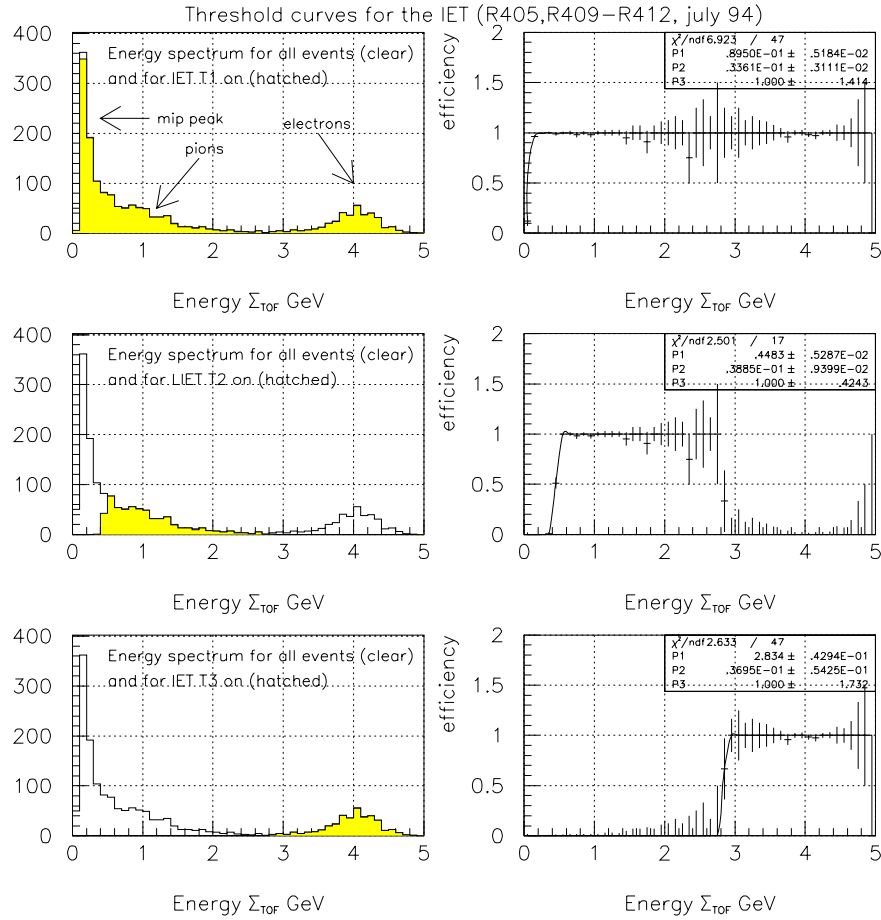 Threshold curves for the IET (R405,R409−R412, july 94)
400
300
200
100
0
Energy spectrum for all events (clear)
and for IET T1 on (hatched)
mip peak
pions
electrons
0 1 2 3 4 5
Energy Σ_TOF GeV
efficiency
2
1.5
1
0.5
0
χ²/ndf 6.923 / 47
P1 .8950E−01 ± .5184E−02
P2 .3361E−01 ± .3111E−02
P3 1.000 ± 1.414
0 1 2 3 4 5
Energy Σ_TOF GeV
400
300
200
100
0
Energy spectrum for all events (clear)
and for LIET T2 on (hatched)
0 1 2 3 4 5
Energy Σ_TOF GeV
efficiency
2
1.5
1
0.5
0
χ²/ndf 2.501 / 17
P1 .4483 ± .5287E−02
P2 .3885E−01 ± .9399E−02
P3 1.000 ± .4243
0 1 2 3 4 5
Energy Σ_TOF GeV
400
300
200
100
0
Energy spectrum for all events (clear)
and for IET T3 on (hatched)
0 1 2 3 4 5
Energy Σ_TOF GeV
efficiency
2
1.5
1
0.5
0
χ²/ndf 2.633 / 47
P1 2.834 ± .4294E−01
P2 .3695E−01 ± .5425E−01
P3 1.000 ± 1.732
0 1 2 3 4 5
Energy Σ_TOF GeV